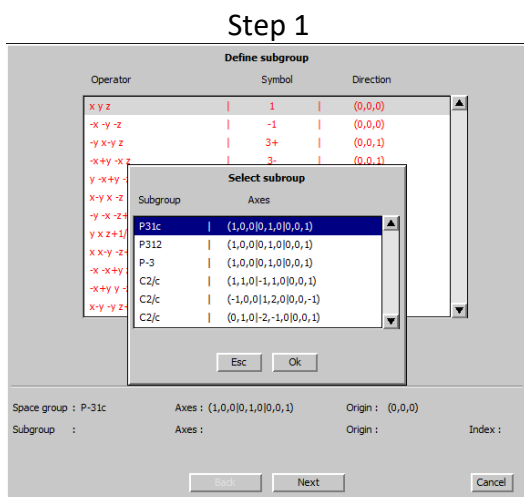 Step 1
Define subgroup
Operator Symbol Direction
x y z | 1 | (0,0,0)
-x -y -z | -1 | (0,0,0)
-y x-y z | 3+ | (0,0,1)
-x+y -x z | 3- | (0,0,1)
y -x+y -z
x-y x -z
-y -x -z+
y x z+1/
x x-y -z+
-x -x+y
-x+y y -z
x-y -y z+
Select subroup
Subgroup Axes
P31c | (1,0,0|0,1,0|0,0,1)
P312 | (1,0,0|0,1,0|0,0,1)
P-3 | (1,0,0|0,1,0|0,0,1)
C2/c | (1,1,0|-1,1,0|0,0,1)
C2/c | (-1,0,0|1,2,0|0,0,-1)
C2/c | (0,1,0|-2,-1,0|0,0,1)
Esc Ok
Space group : P-31c Axes : (1,0,0|0,1,0|0,0,1) Origin : (0,0,0)
Subgroup : Axes : Origin : Index :
Back Next Cancel